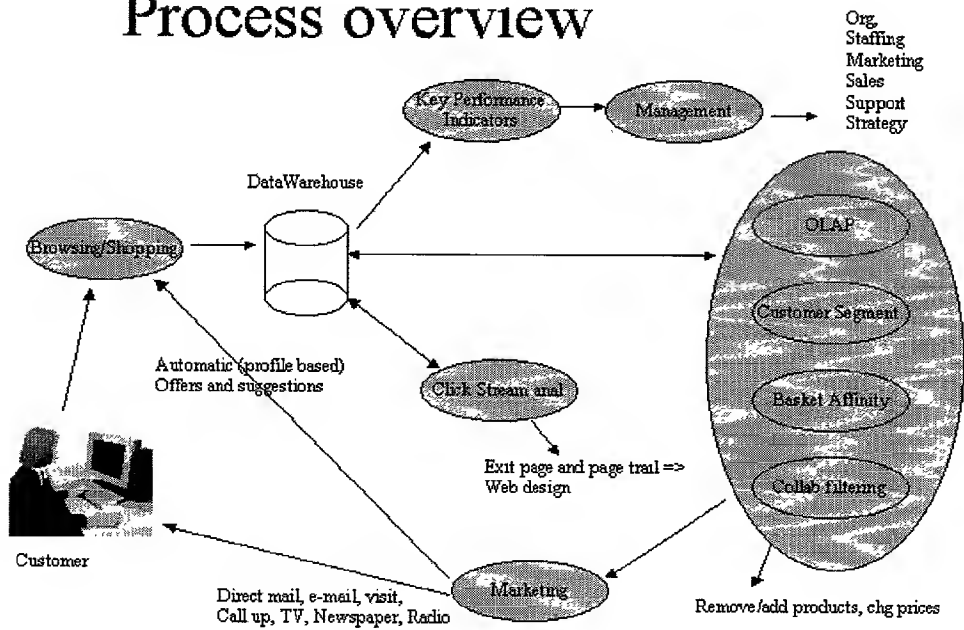 Process overview
Org,
Staffing
Marketing
Sales
Support
Strategy
Key Performance
Indicators
Management
DataWarehouse
Browsing/Shopping
OLAP
Customer Segment
Automatic (profile based)
Offers and suggestions
Click Stream anal
Basket Affinity
Exit page and page trail =>
Web design
Collab filtering
Customer
Direct mail, e-mail, visit,
Call up, TV, Newspaper, Radio
Marketing
Remove/add products, chg prices